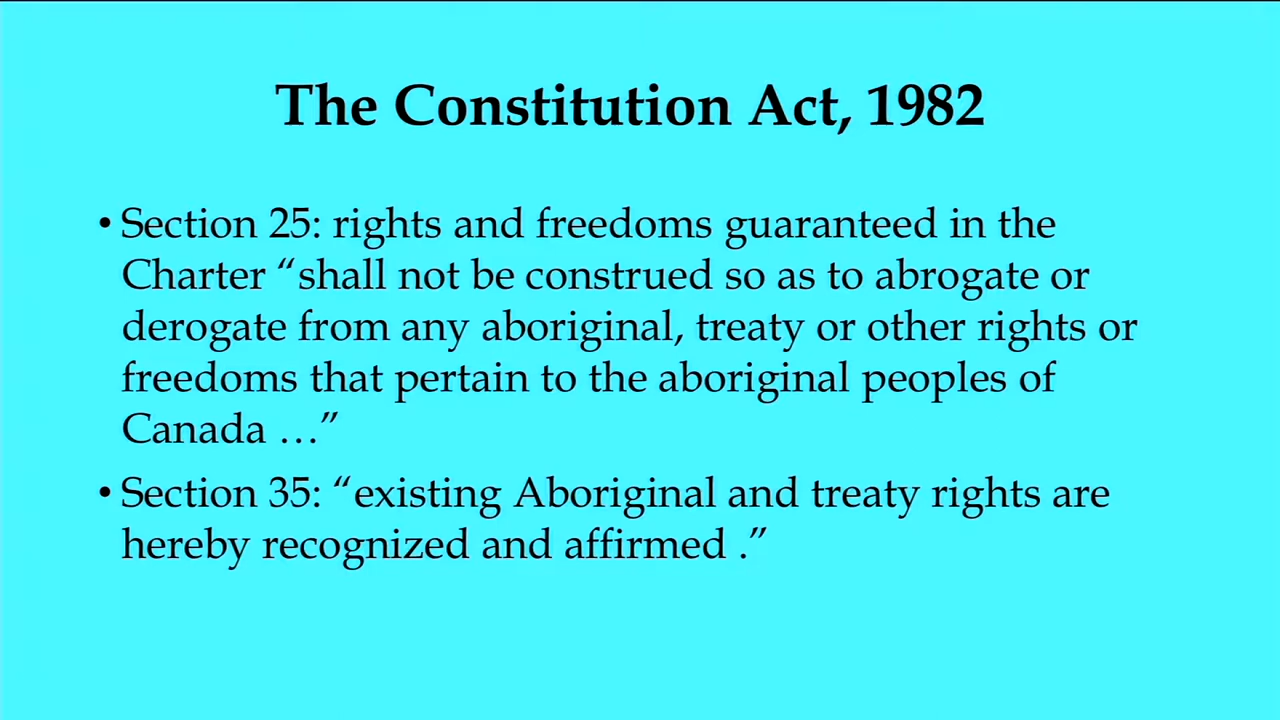 The Constitution Act, 1982
• Section 25: rights and freedoms guaranteed in the
Charter “shall not be construed so as to abrogate or
derogate from any aboriginal, treaty or other rights or
freedoms that pertain to the aboriginal peoples of
Canada …”
• Section 35: “existing Aboriginal and treaty rights are
hereby recognized and affirmed .”